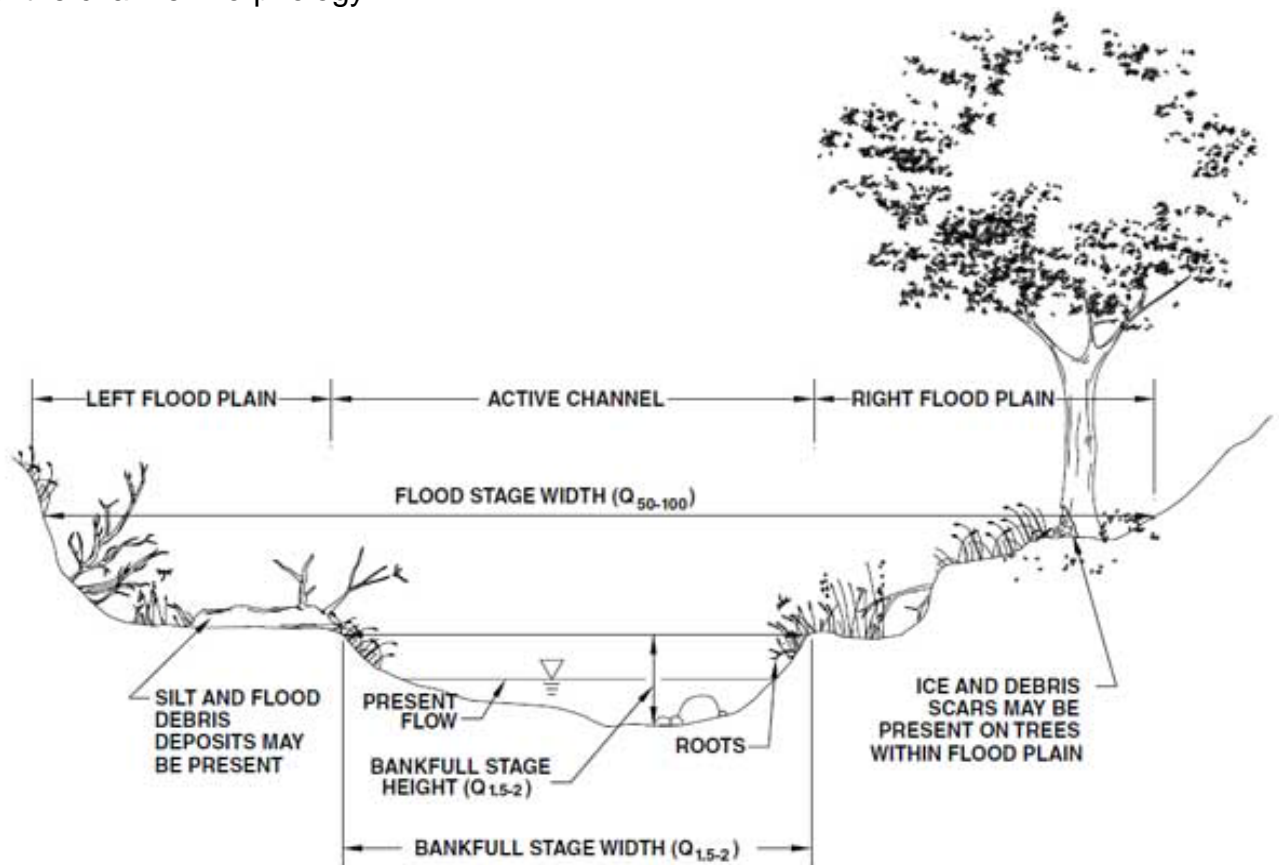 LEFT FLOOD PLAIN
ACTIVE CHANNEL
RIGHT FLOOD PLAIN
FLOOD STAGE WIDTH (Q50-100)
SILT AND FLOOD
DEBRIS
DEPOSITS MAY
BE PRESENT
PRESENT
FLOW
BANKFULL STAGE
HEIGHT (Q1.5-2)
ROOTS
ICE AND DEBRIS
SCARS MAY BE
PRESENT ON TREES
WITHIN FLOOD PLAIN
BANKFULL STAGE WIDTH (Q1.5-2)